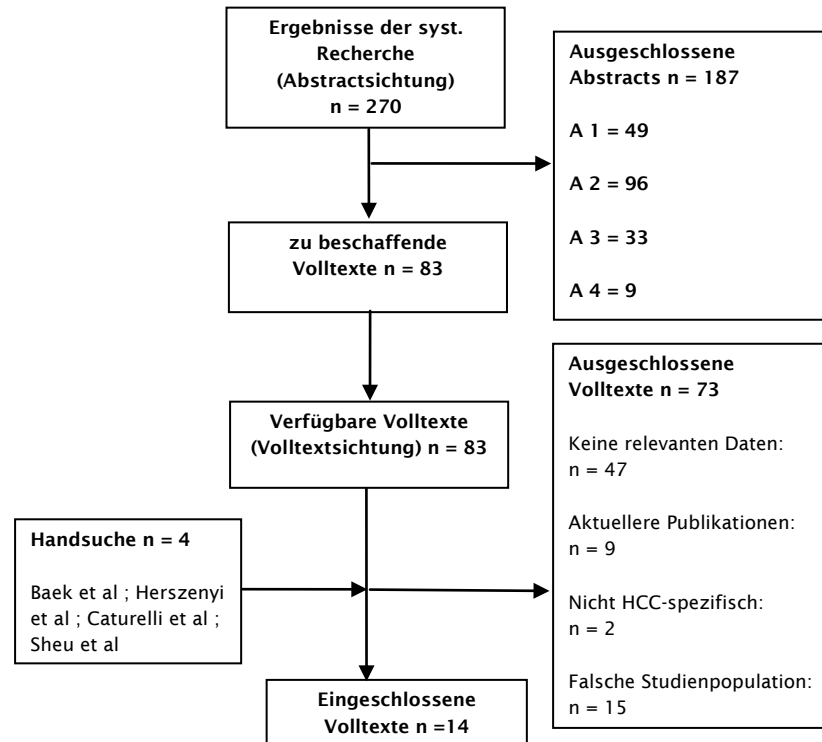 Ergebnisse der syst.
Recherche
(Abstractsichtung)
n = 270
Ausgeschlossene
Abstracts n = 187
A 1 = 49
A 2 = 96
A 3 = 33
A 4 = 9
zu beschaffende
Volltexte n = 83
Verfügbare Volltexte
(Volltextsichtung) n = 83
Ausgeschlossene
Volltexte n = 73
Keine relevanten Daten:
n = 47
Aktuellere Publikationen:
n = 9
Nicht HCC-spezifisch:
n = 2
Falsche Studienpopulation:
n = 15
Handsuche n = 4
Baek et al ; Herszenyi
et al ; Caturelli et al ;
Sheu et al
Eingeschlossene
Volltexte n =14